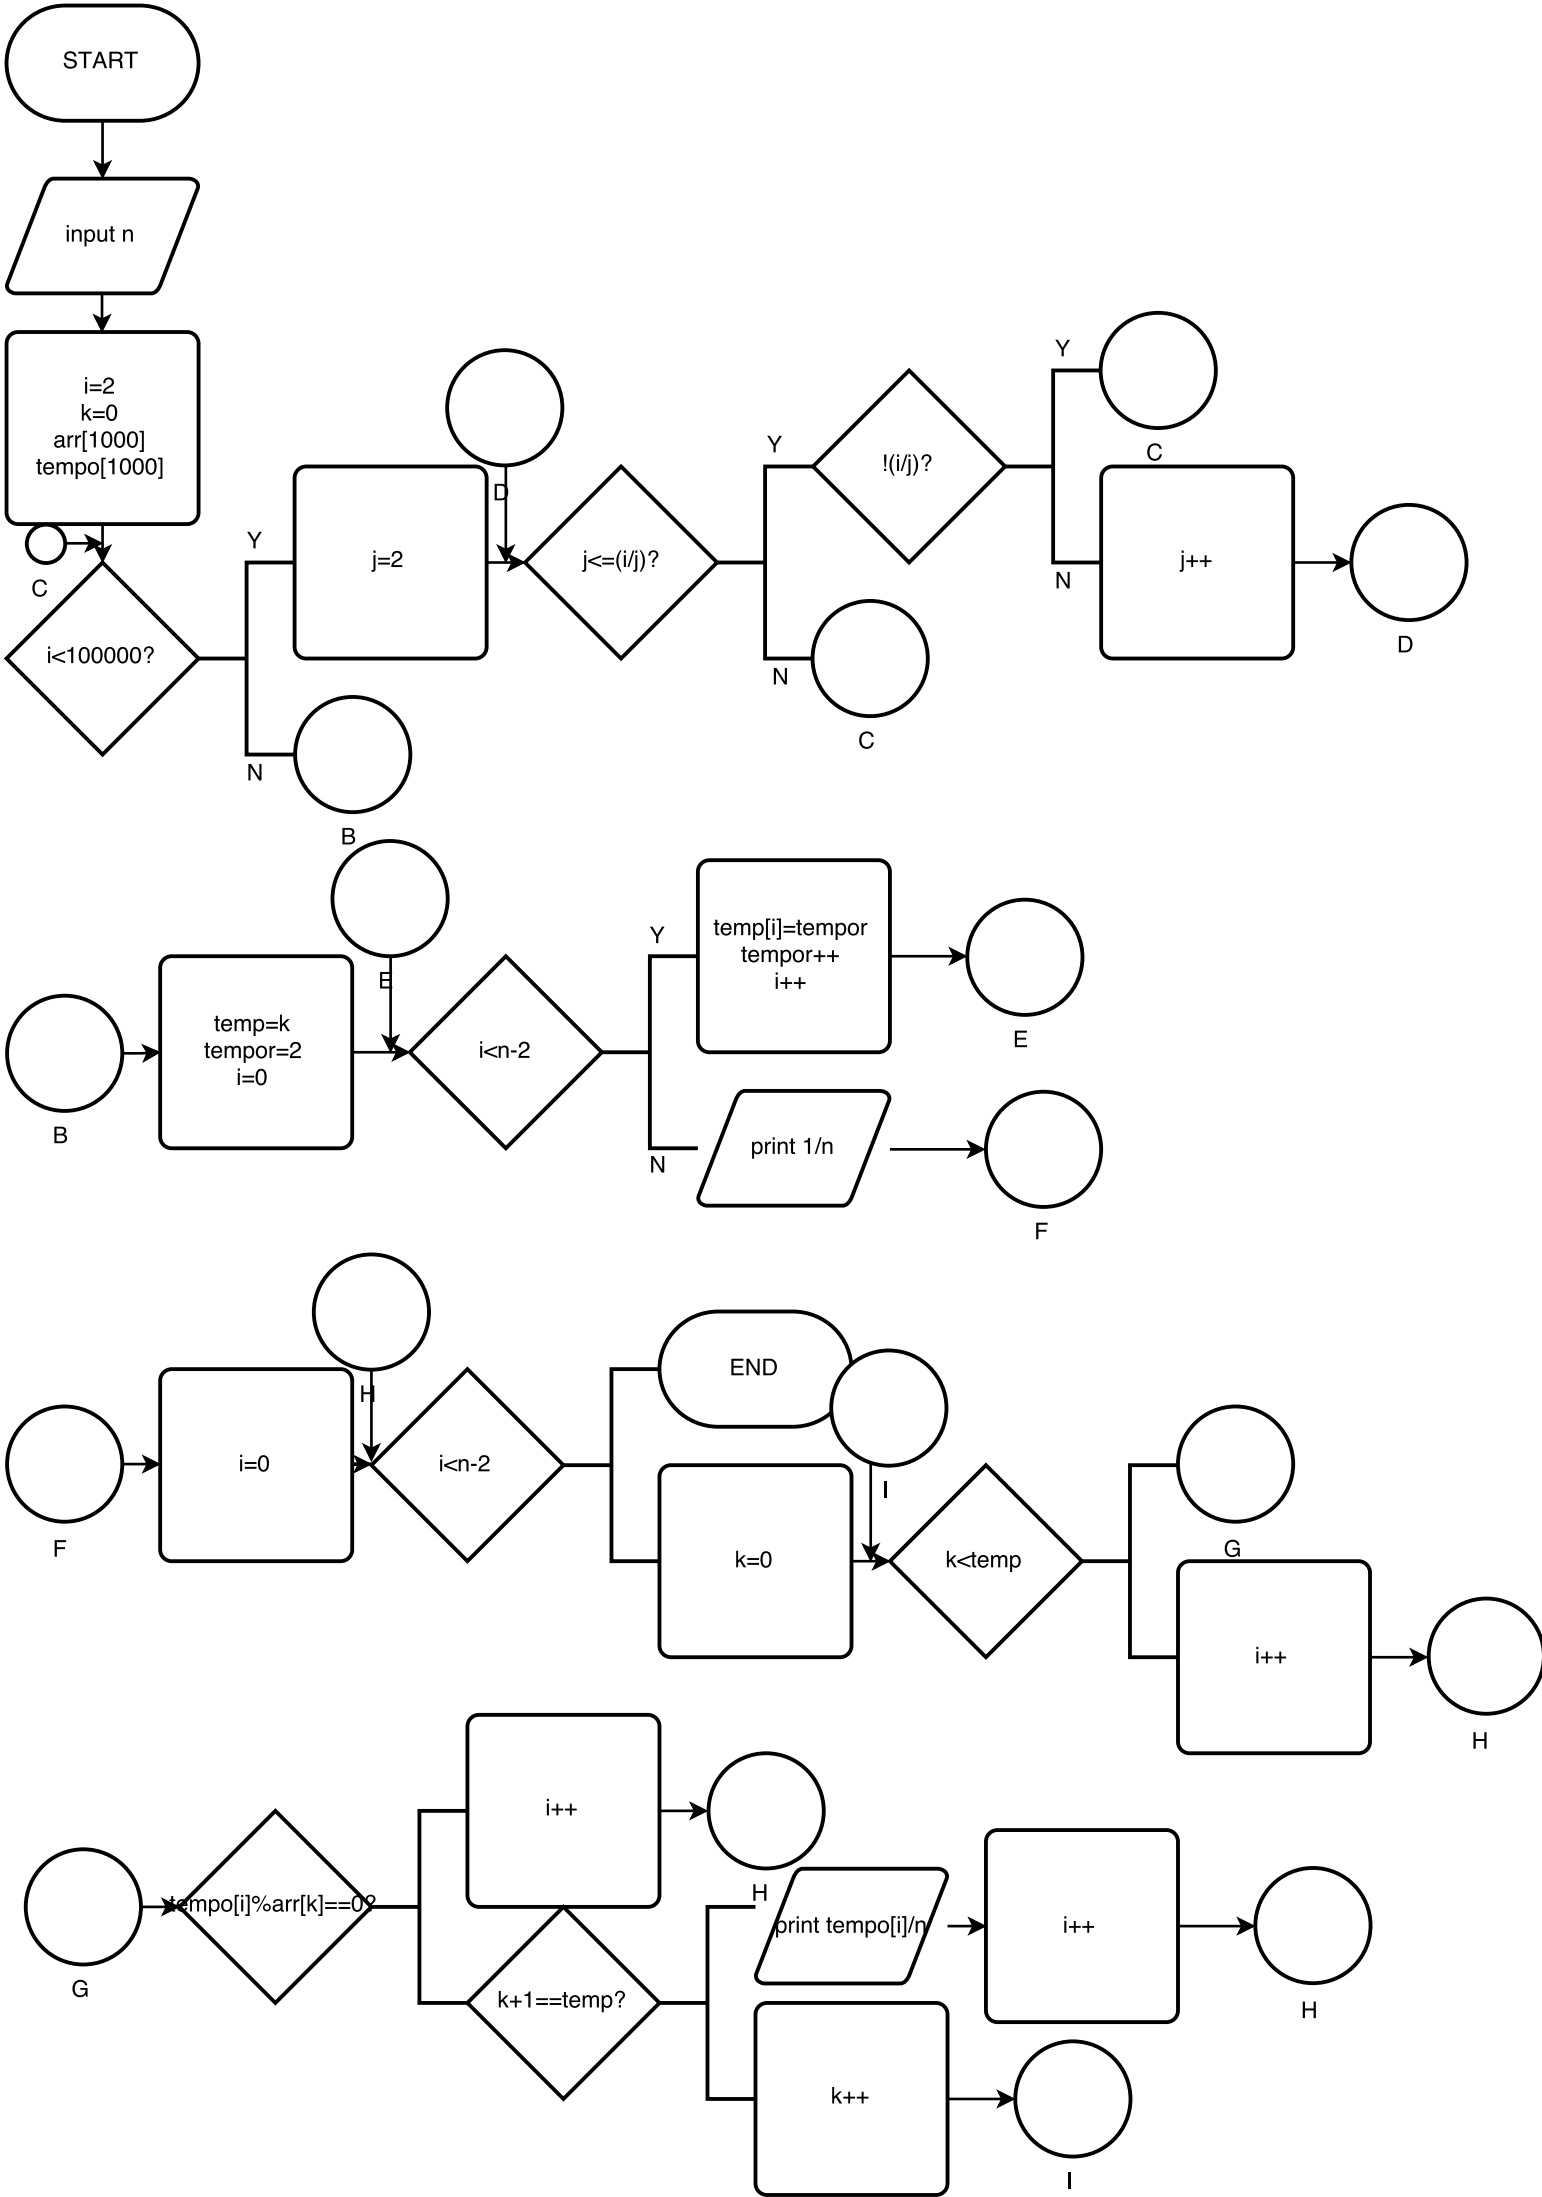 START
input n
i=2
k=0
arr[1000]
tempo[1000]
C
i<100000?
Y
N
j=2
B
D
j<=(i/j)?
Y
N
C
!(i/j)?
Y
N
C
j++
D
B
temp=k
tempor=2
i=0
E
i<n-2
Y
N
temp[i]=tempor
tempor++
i++
E
print 1/n
F
F
i=0
H
i<n-2
END
I
k=0
k<temp
G
i++
H
G
tempo[i]%arr[k]==0?
i++
H
k+1==temp?
print tempo[i]/n
i++
H
k++
I